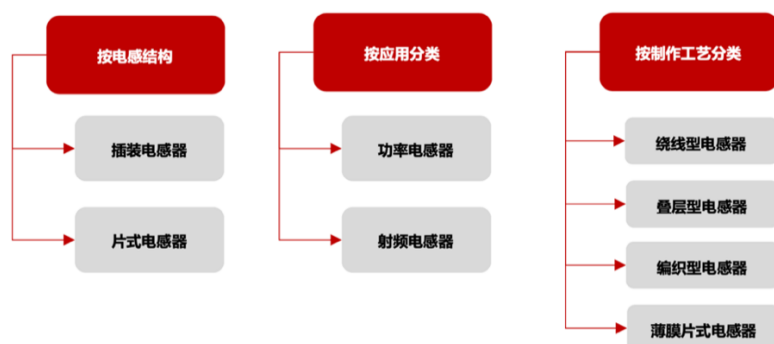 按电感结构
插装电感器
片式电感器
按应用分类
功率电感器
射频电感器
按制作工艺分类
绕线型电感器
叠层型电感器
编织型电感器
薄膜片式电感器